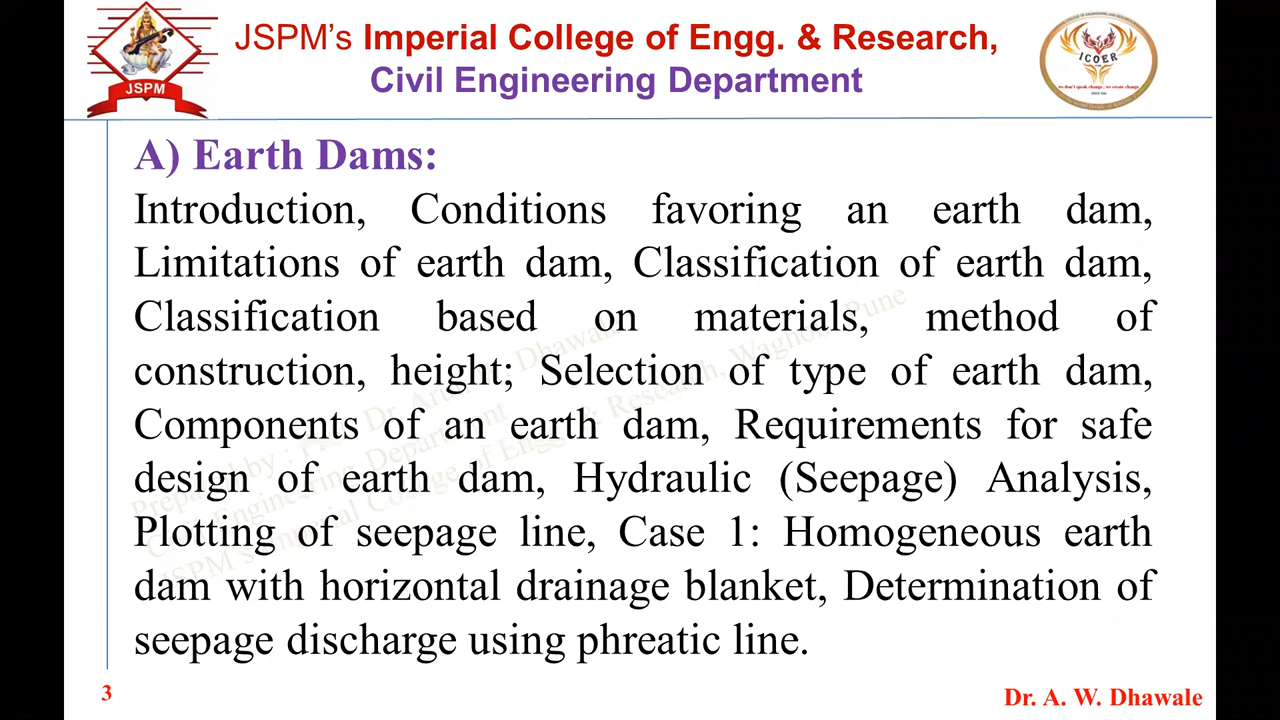 JSPM's Imperial College of Engg. & Research,
Civil Engineering Department
JSPM
ICOER
A) Earth Dams:
Introduction, Conditions favoring an earth dam,
Limitations of earth dam, Classification of earth dam,
Classification based on materials, method of
construction, height; Selection of type of earth dam,
Components of an earth dam, Requirements for safe
design of earth dam, Hydraulic (Seepage) Analysis,
Plotting of seepage line, Case 1: Homogeneous earth
dam with horizontal drainage blanket, Determination of
seepage discharge using phreatic line.
3
Dr. A. W. Dhawale